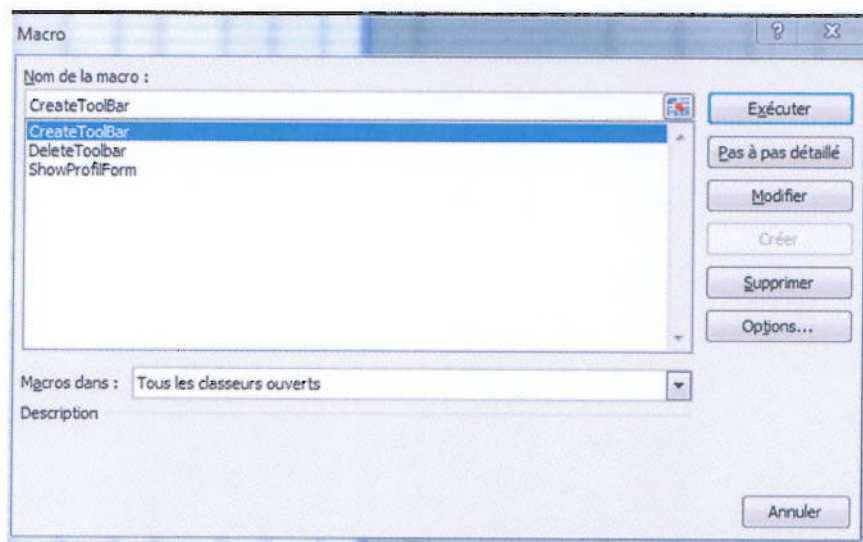 Macro
Nom de la macro :
CreateToolBar
CreateToolBar
DeleteToolbar
ShowProfilForm
Exécuter
Pas à pas détaillé
Modifier
Créer
Supprimer
Options...
Macros dans : Tous les classeurs ouverts
Description
Annuler